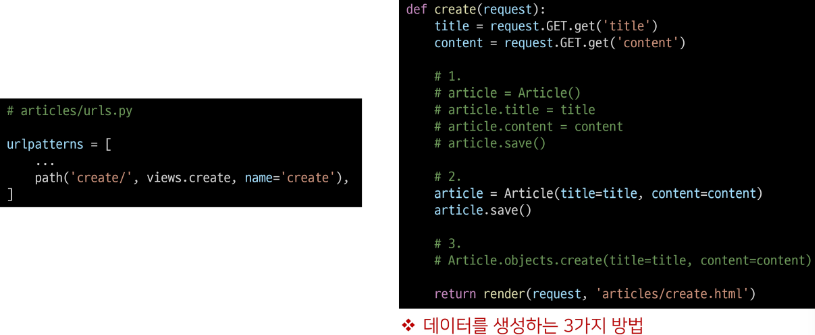 # articles/urls.py
urlpatterns = [
    ...
    path('create/', views.create, name='create'),
]
def create(request):
    title = request.GET.get('title')
    content = request.GET.get('content')
    # 1.
    # article = Article()
    # article.title = title
    # article.content = content
    # article.save()
    # 2.
    article = Article(title=title, content=content)
    article.save()
    # 3.
    # Article.objects.create(title=title, content=content)
    return render(request, 'articles/create.html')
❖ 데이터를 생성하는 3가지 방법